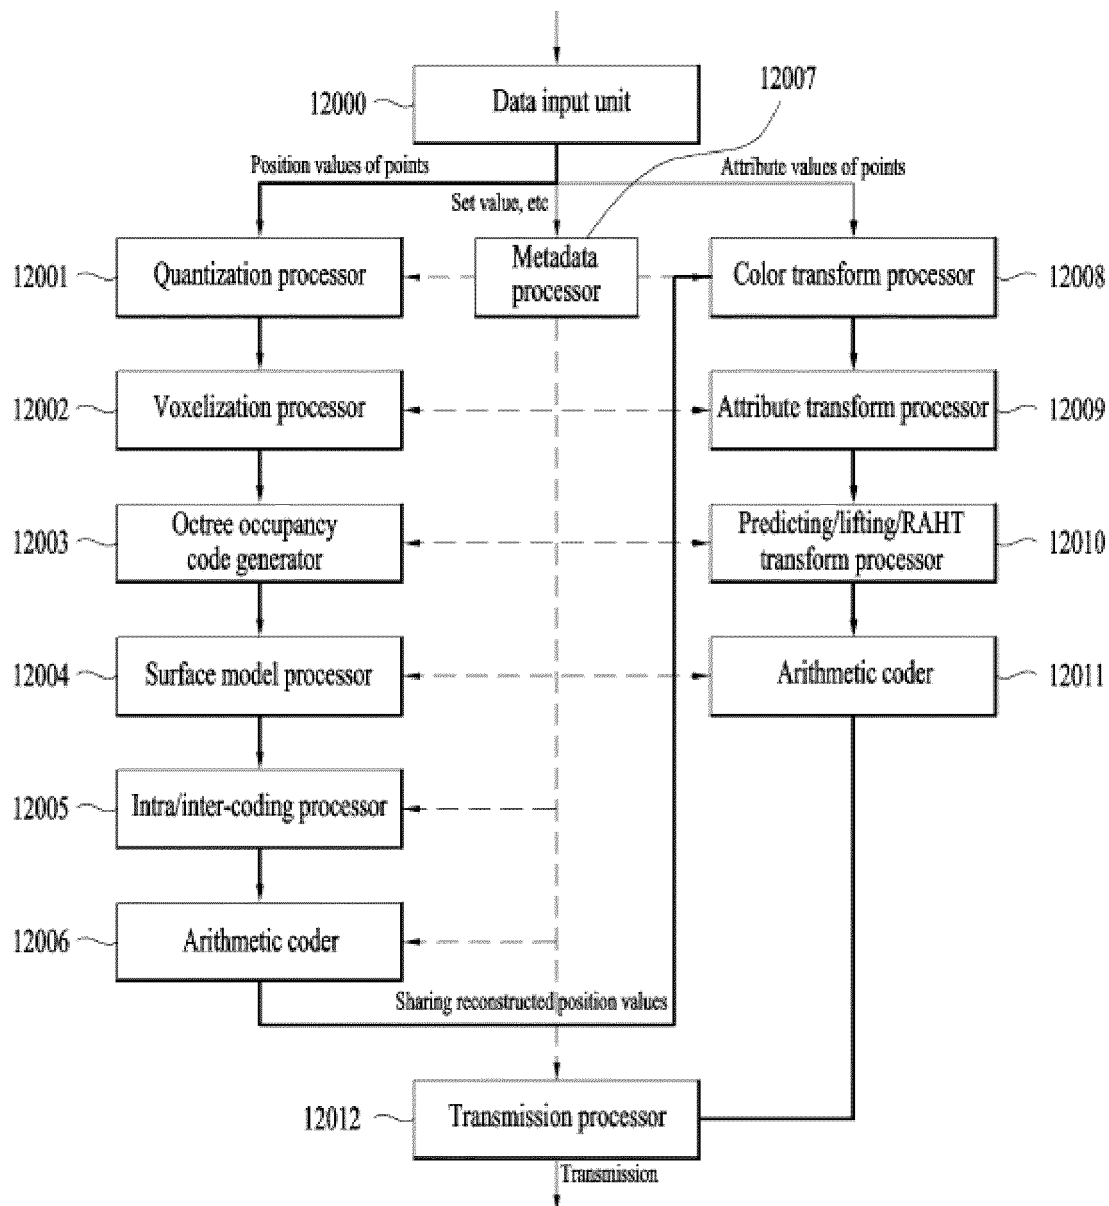 12007
12000
Data input unit
Position values of points
Attribute values of points
Set value, etc
12001
Quantization processor
Metadata
processor
Color transform processor
12008
12002
Voxelization processor
Attribute transform processor
12009
12003
Octree occupancy
code generator
Predicting/lifting/RAHT
transform processor
12010
12004
Surface model processor
Arithmetic coder
12011
12005
Intra/inter-coding processor
12006
Arithmetic coder
Sharing reconstructed position values
12012
Transmission processor
Transmission